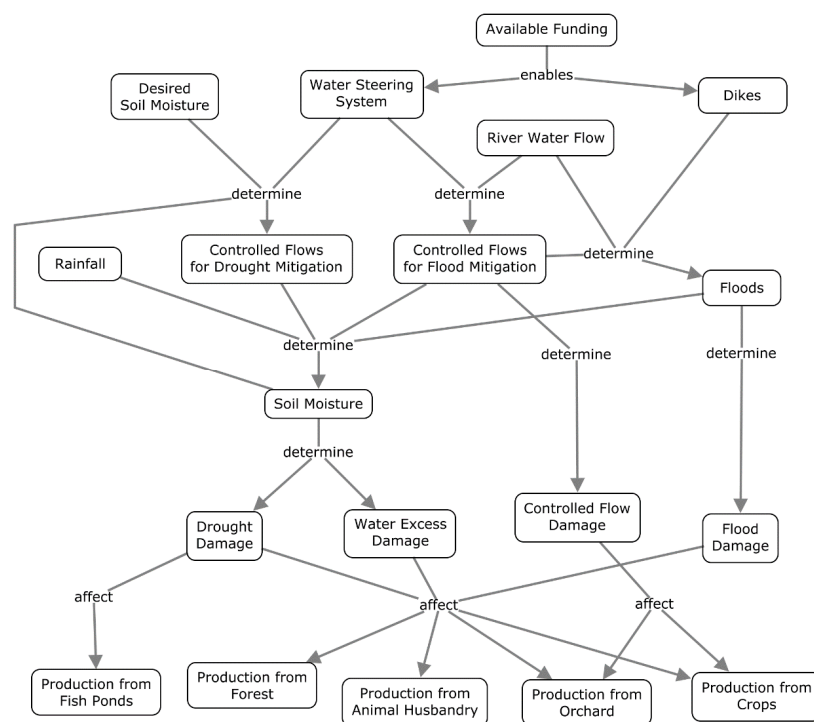 Available Funding
enables
Desired
Soil Moisture
Water Steering
System
Dikes
River Water Flow
determine
determine
Rainfall
Controlled Flows
for Drought Mitigation
Controlled Flows
for Flood Mitigation
determine
Floods
determine
determine
determine
Soil Moisture
determine
Drought
Damage
Water Excess
Damage
Controlled Flow
Damage
Flood
Damage
affect
affect
affect
Production from
Fish Ponds
Production from
Forest
Production from
Animal Husbandry
Production from
Orchard
Production from
Crops